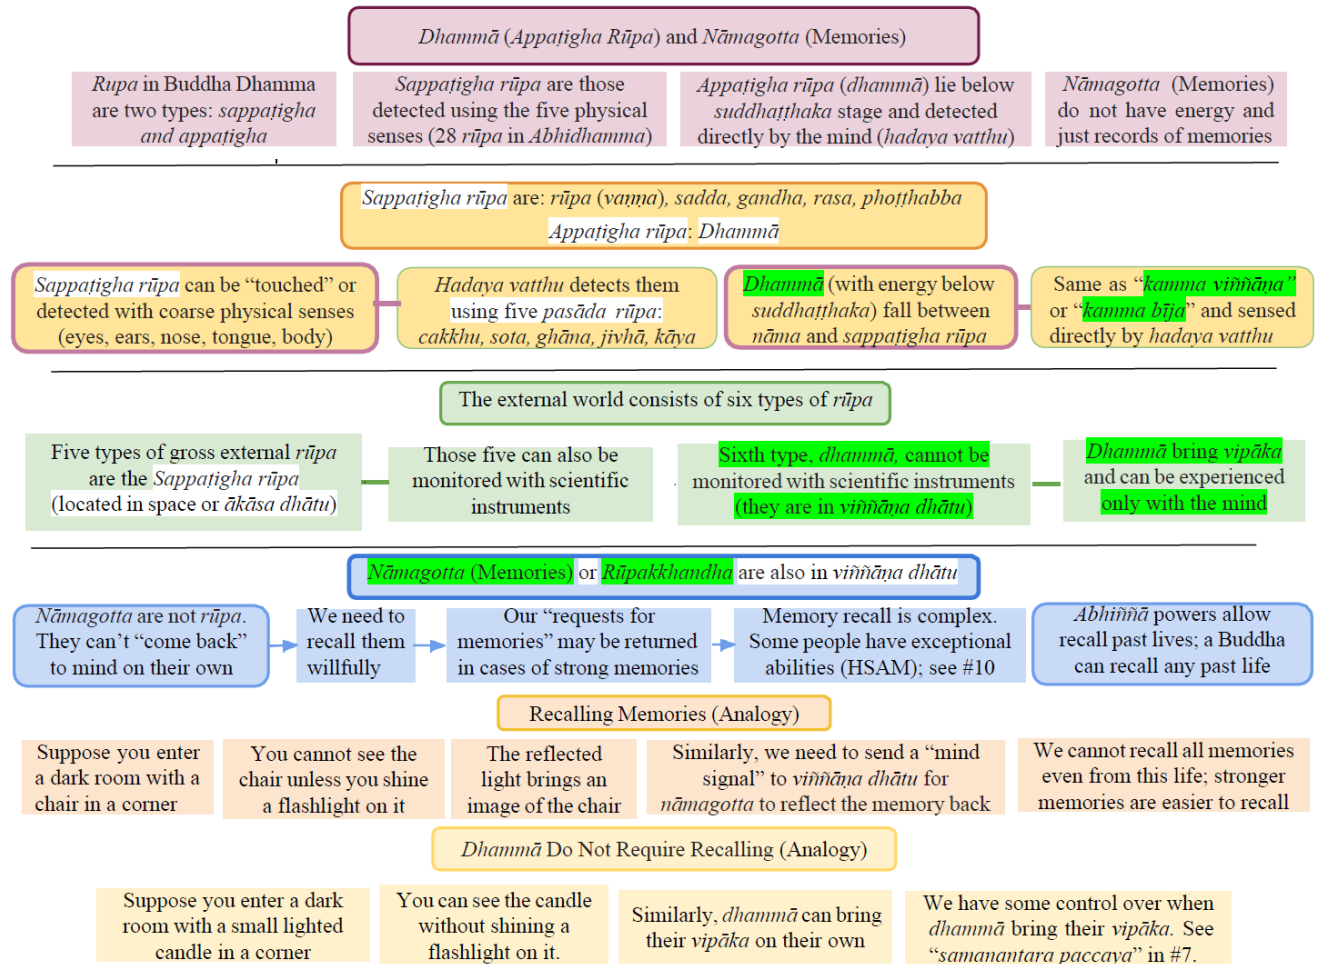 Dhammā (Appaṭigha Rūpa) and Nāmagotta (Memories)
Rupa in Buddha Dhamma
are two types: sappaṭigha
and appaṭigha
Sappaṭigha rūpa are those
detected using the five physical
senses (28 rūpa in Abhidhamma)
Appaṭigha rūpa (dhammā) lie below
suddhaṭṭhaka stage and detected
directly by the mind (hadaya vatthu)
Nāmagotta (Memories)
do not have energy and
just records of memories
Sappaṭigha rūpa are: rūpa (vaṇṇa), sadda, gandha, rasa, phoṭṭhabba
Appaṭigha rūpa: Dhammā
Sappaṭigha rūpa can be “touched” or
detected with coarse physical senses
(eyes, ears, nose, tongue, body)
Hadaya vatthu detects them
using five pasāda rūpa:
cakkhu, sota, ghāna, jivhā, kāya
Dhammā (with energy below
suddhaṭṭhaka) fall between
nāma and sappaṭigha rūpa
Same as “kamma viññāṇa”
or “kamma bīja” and sensed
directly by hadaya vatthu
The external world consists of six types of rūpa
Five types of gross external rūpa
are the Sappaṭigha rūpa
(located in space or ākāsa dhātu)
Those five can also be
monitored with scientific
instruments
Sixth type, dhammā, cannot be
monitored with scientific instruments
(they are in viññāṇa dhātu)
Dhammā bring vipāka
and can be experienced
only with the mind
Nāmagotta (Memories) or Rūpakkhandha are also in viññāṇa dhātu
Nāmagotta are not rūpa.
They can’t “come back”
to mind on their own
We need to
recall them
willfully
Our “requests for
memories” may be returned
in cases of strong memories
Memory recall is complex.
Some people have exceptional
abilities (HSAM); see #10
Abhiññā powers allow
recall past lives; a Buddha
can recall any past life
Recalling Memories (Analogy)
Suppose you enter
a dark room with a
chair in a corner
You cannot see the
chair unless you shine
a flashlight on it
The reflected
light brings an
image of the chair
Similarly, we need to send a “mind
signal” to viññāṇa dhātu for
nāmagotta to reflect the memory back
We cannot recall all memories
even from this life; stronger
memories are easier to recall
Dhammā Do Not Require Recalling (Analogy)
Suppose you enter a dark
room with a small lighted
candle in a corner
You can see the candle
without shining a
flashlight on it.
Similarly, dhammā can bring
their vipāka on their own
We have some control over when
dhammā bring their vipāka. See
“samanantara paccaya” in #7.